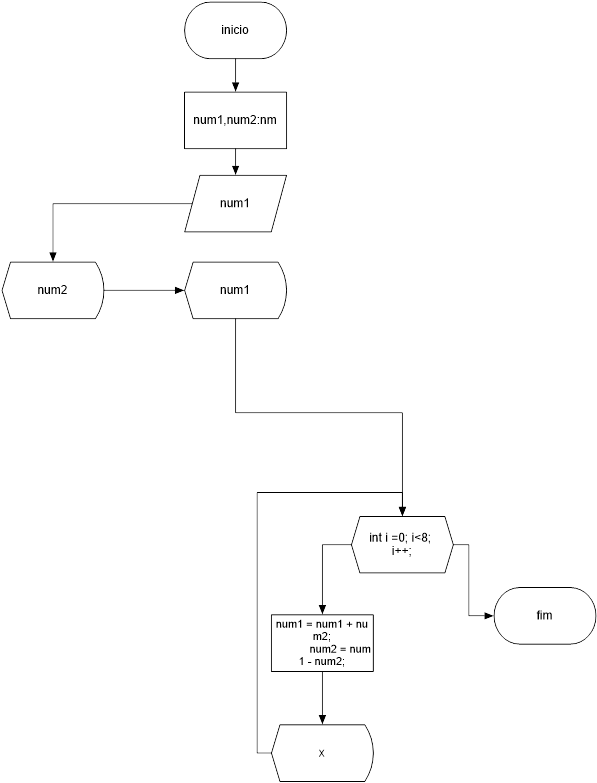 inicio
num1,num2:nm
num1
num2
num1
int i =0; i<8;
i++;
fim
num1 = num1 + nu
m2;
num2 = num
1 - num2;
X